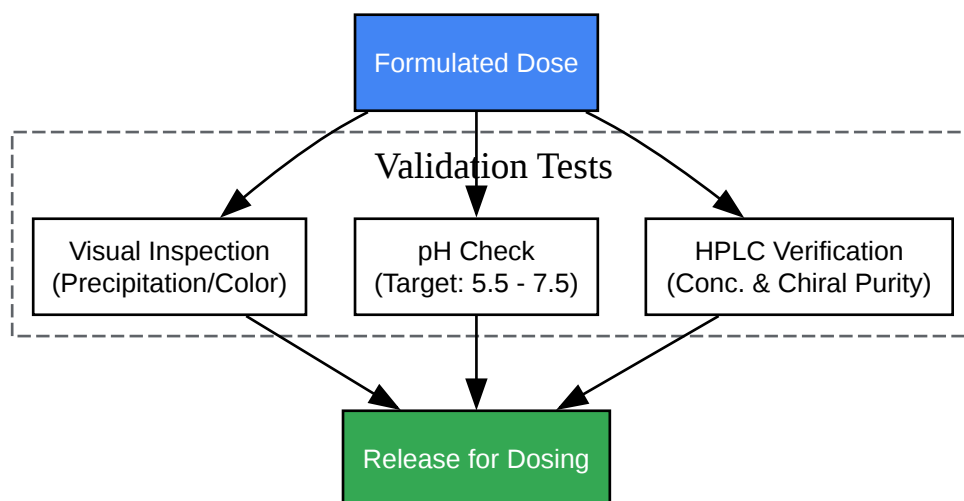 Formulated Dose
Validation Tests
Visual Inspection
(Precipitation/Color)
pH Check
(Target: 5.5 - 7.5)
HPLC Verification
(Conc. & Chiral Purity)
Release for Dosing